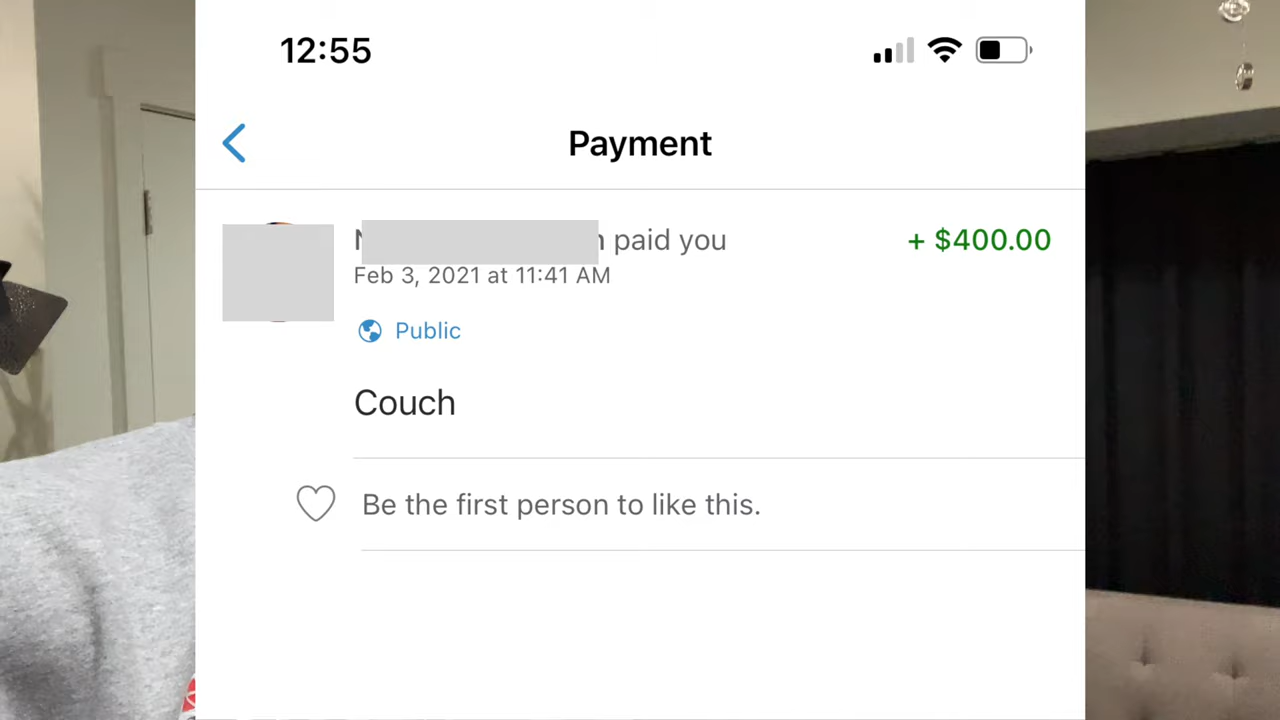 12:55
Payment
paid you
+ $400.00
Feb 3, 2021 at 11:41 AM
Public
Couch
Be the first person to like this.